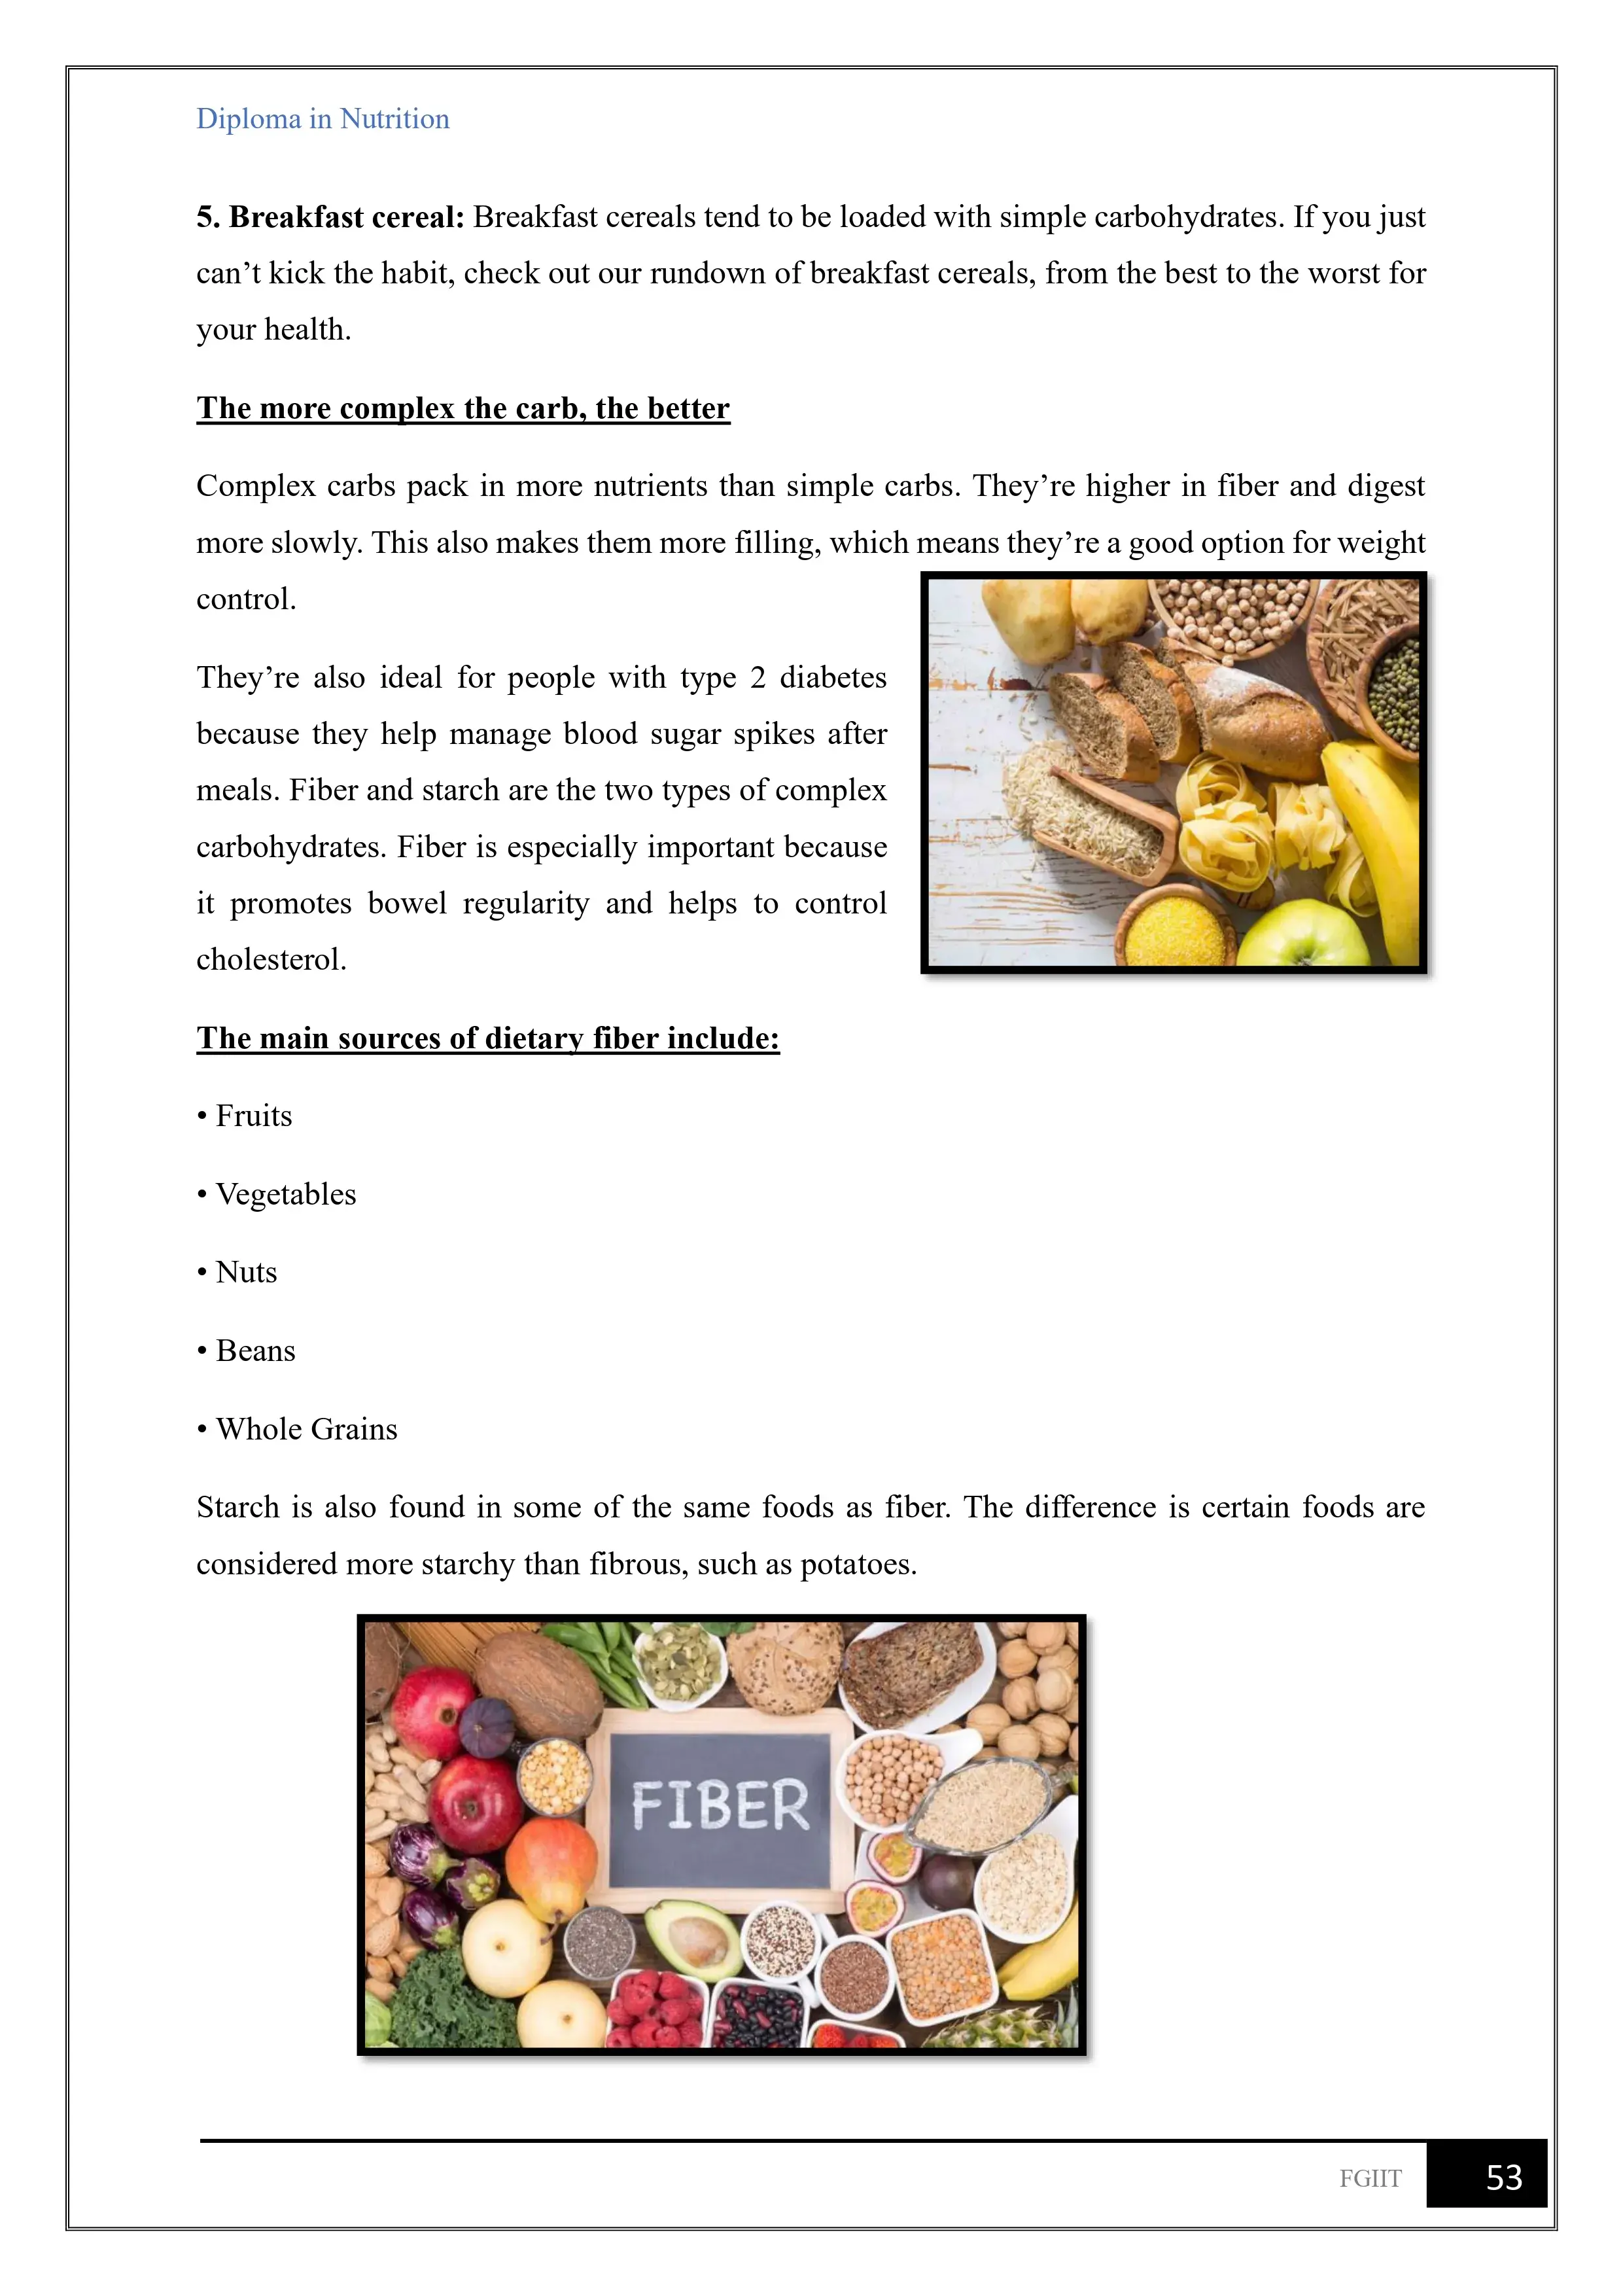 Diploma in Nutrition
5. Breakfast cereal: Breakfast cereals tend to be loaded with simple carbohydrates. If you just
can’t kick the habit, check out our rundown of breakfast cereals, from the best to the worst for
your health.
The more complex the carb, the better
Complex carbs pack in more nutrients than simple carbs. They’re higher in fiber and digest
more slowly. This also makes them more filling, which means they’re a good option for weight
control.
They’re also ideal for people with type 2 diabetes
because they help manage blood sugar spikes after
meals. Fiber and starch are the two types of complex
carbohydrates. Fiber is especially important because
it promotes bowel regularity and helps to control
cholesterol.
The main sources of dietary fiber include:
• Fruits
• Vegetables
• Nuts
• Beans
• Whole Grains
Starch is also found in some of the same foods as fiber. The difference is certain foods are
considered more starchy than fibrous, such as potatoes.
FIBER
FGIIT 53